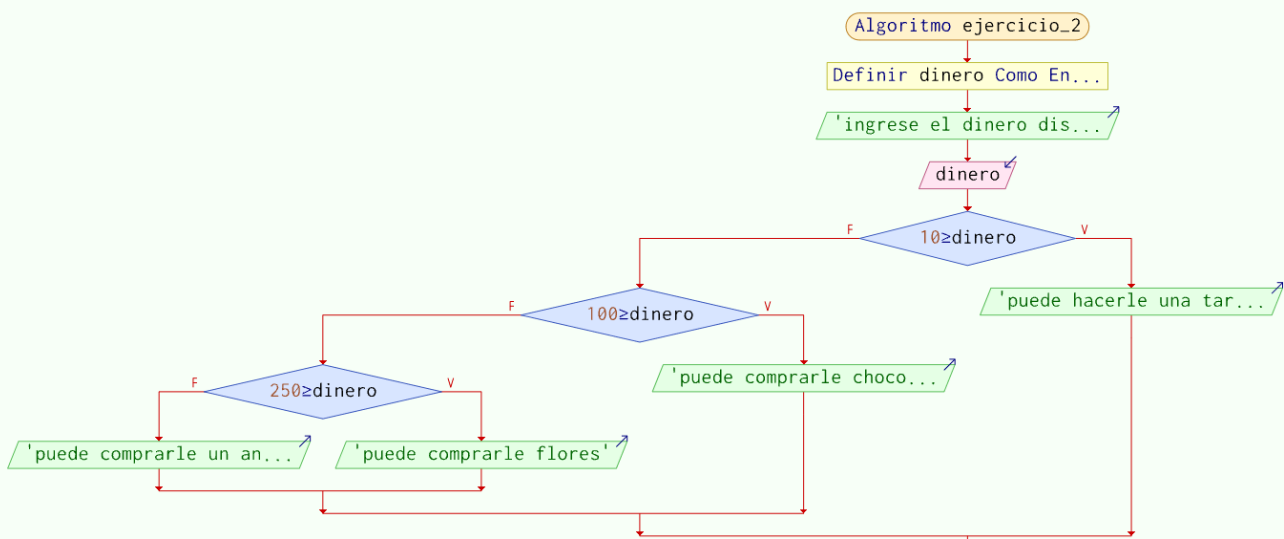 Algoritmo ejercicio_2
Definir dinero Como En...
'ingrese el dinero dis...
dinero
10≥dinero
F
V
'puede hacerle una tar...
100≥dinero
F
V
'puede comprarle choco...
250≥dinero
F
V
'puede comprarle un an...
'puede comprarle flores'